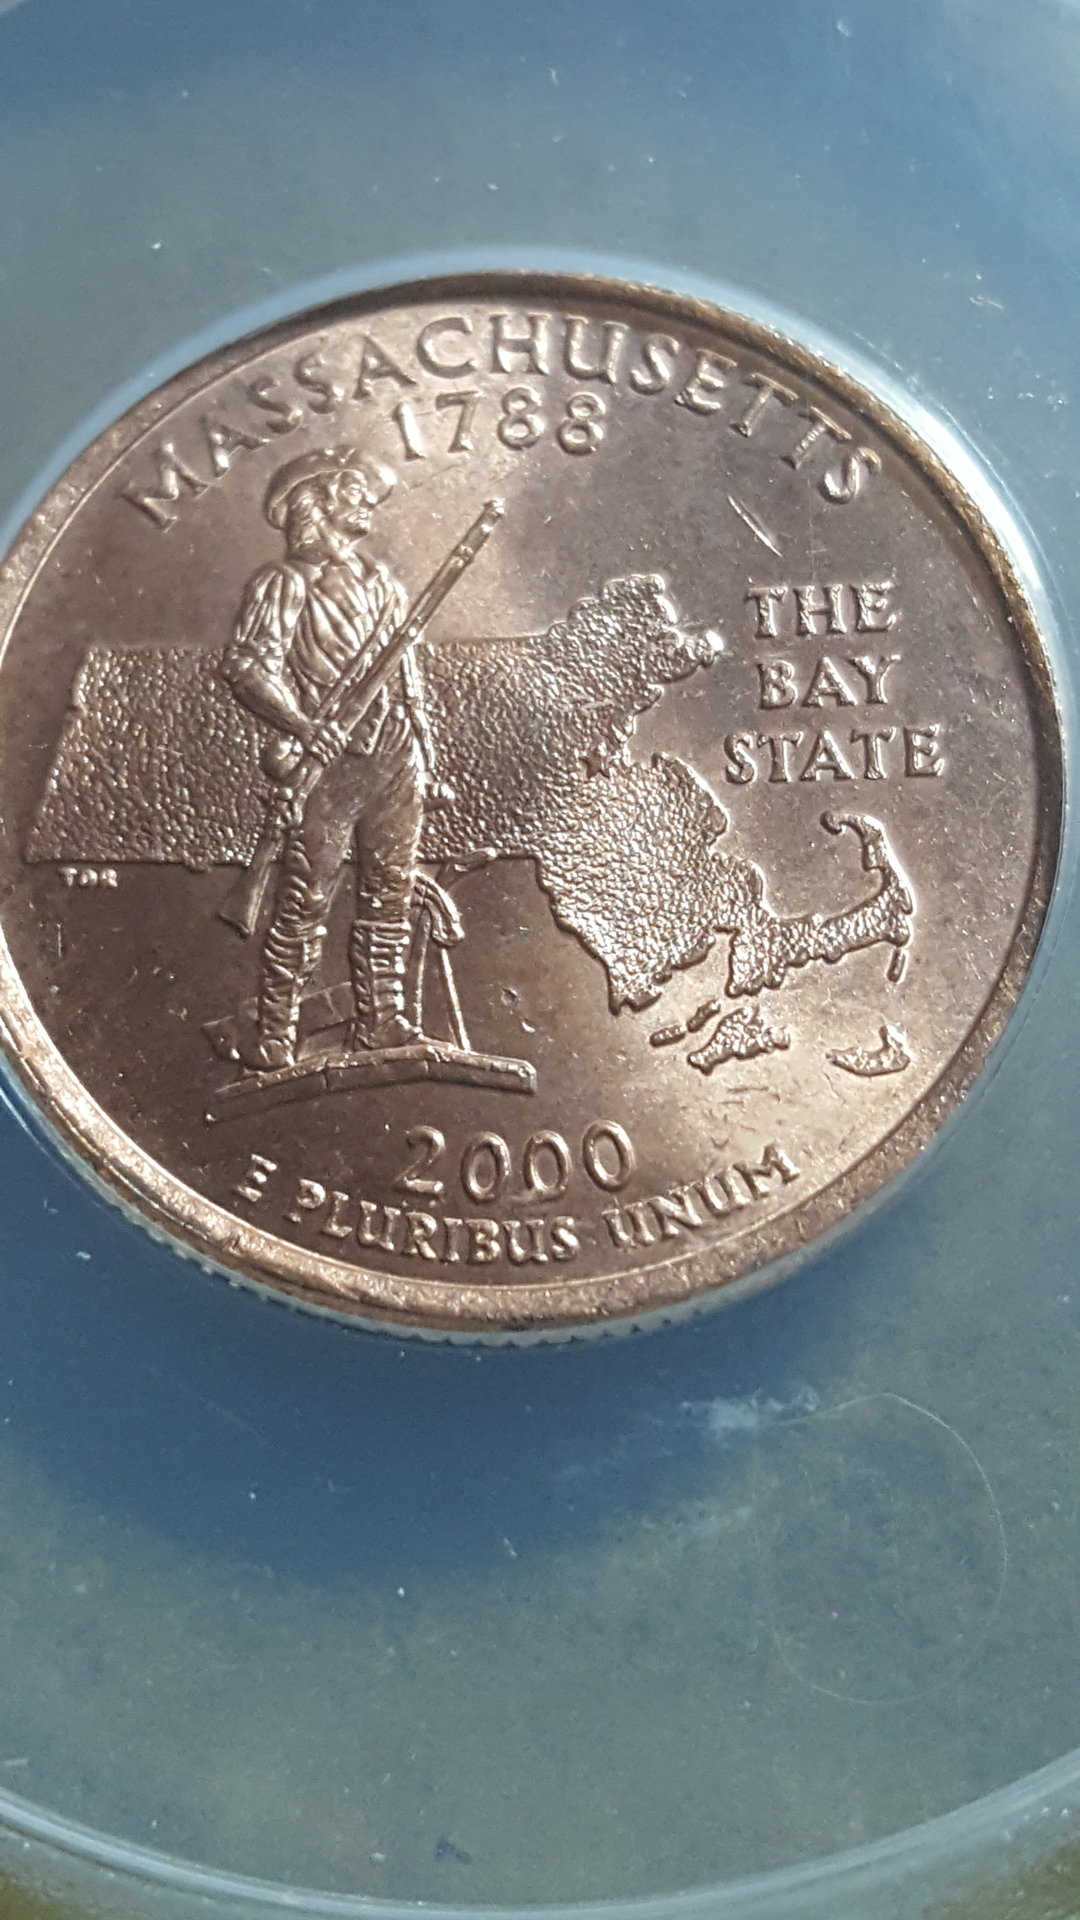 MASSACHUSETTS
1788
THE
BAY
STATE
TDR
2000
E PLURIBUS UNUM